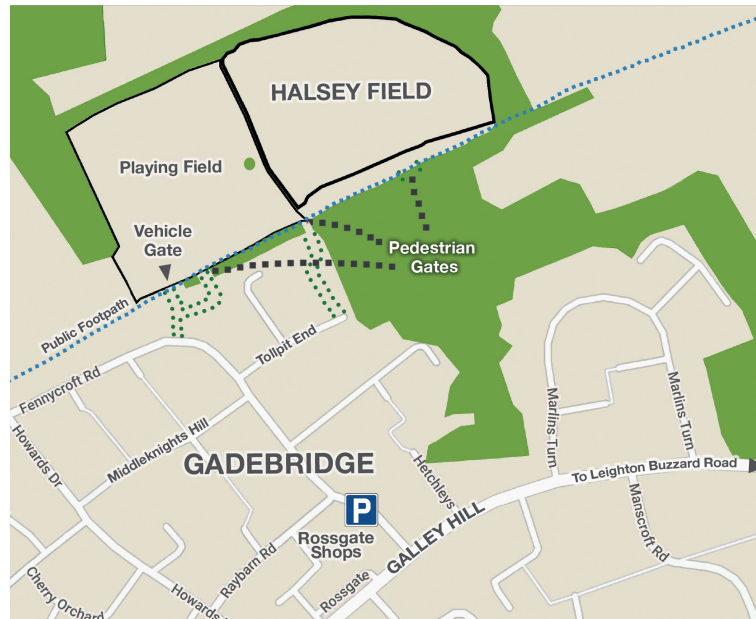 HALSEY FIELD
Playing Field
Vehicle
Gate
Pedestrian
Gates
Public Footpath
Tollpit End
Fennycroft Rd
Marlins Turn
Marlins Turn
Howards Dr
Middleknights Hill
GADEBRIDGE
Hetchleys
To Leighton Buzzard Road
P
Rossgate
Shops
GALLEY HILL
Manscroft Rd
Raybarn Rd
Rossgate
Cherry Orchard
Howards